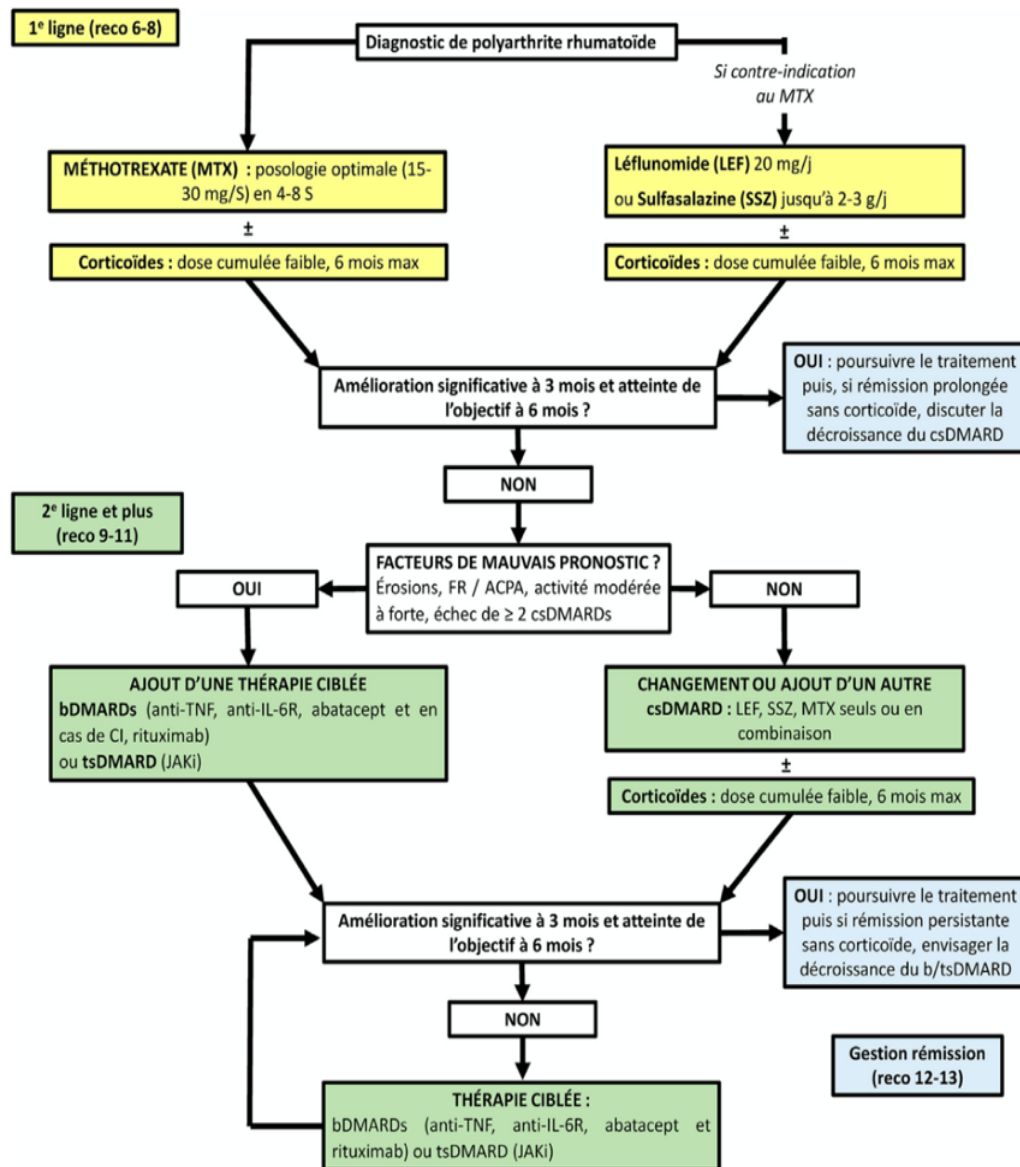 1e ligne (reco 6-8)
Diagnostic de polyarthrite rhumatoïde
Si contre-indication
au MTX
MÉTHOTREXATE (MTX) : posologie optimale (15-
30 mg/S) en 4-8 S
±
Corticoïdes : dose cumulée faible, 6 mois max
Léflunomide (LEF) 20 mg/j
ou Sulfasalazine (SSZ) jusqu'à 2-3 g/j
±
Corticoïdes : dose cumulée faible, 6 mois max
Amélioration significative à 3 mois et atteinte de
l'objectif à 6 mois ?
OUI : poursuivre le traitement
puis, si rémission prolongée
sans corticoïde, discuter la
décroissance du csDMARD
NON
2e ligne et plus
(reco 9-11)
FACTEURS DE MAUVAIS PRONOSTIC ?
Érosions, FR / ACPA, activité modérée
à forte, échec de ≥ 2 csDMARDs
OUI
NON
AJOUT D'UNE THÉRAPIE CIBLÉE
bDMARDs (anti-TNF, anti-IL-6R, abatacept et en
cas de CI, rituximab)
ou tsDMARD (JAKi)
CHANGEMENT OU AJOUT D'UN AUTRE
csDMARD : LEF, SSZ, MTX seuls ou en
combinaison
±
Corticoïdes : dose cumulée faible, 6 mois max
Amélioration significative à 3 mois et atteinte de
l'objectif à 6 mois ?
OUI : poursuivre le traitement
puis si rémission persistante
sans corticoïde, envisager la
décroissance du b/tsDMARD
NON
Gestion rémission
(reco 12-13)
THÉRAPIE CIBLÉE :
bDMARDs (anti-TNF, anti-IL-6R, abatacept et
rituximab) ou tsDMARD (JAKi)